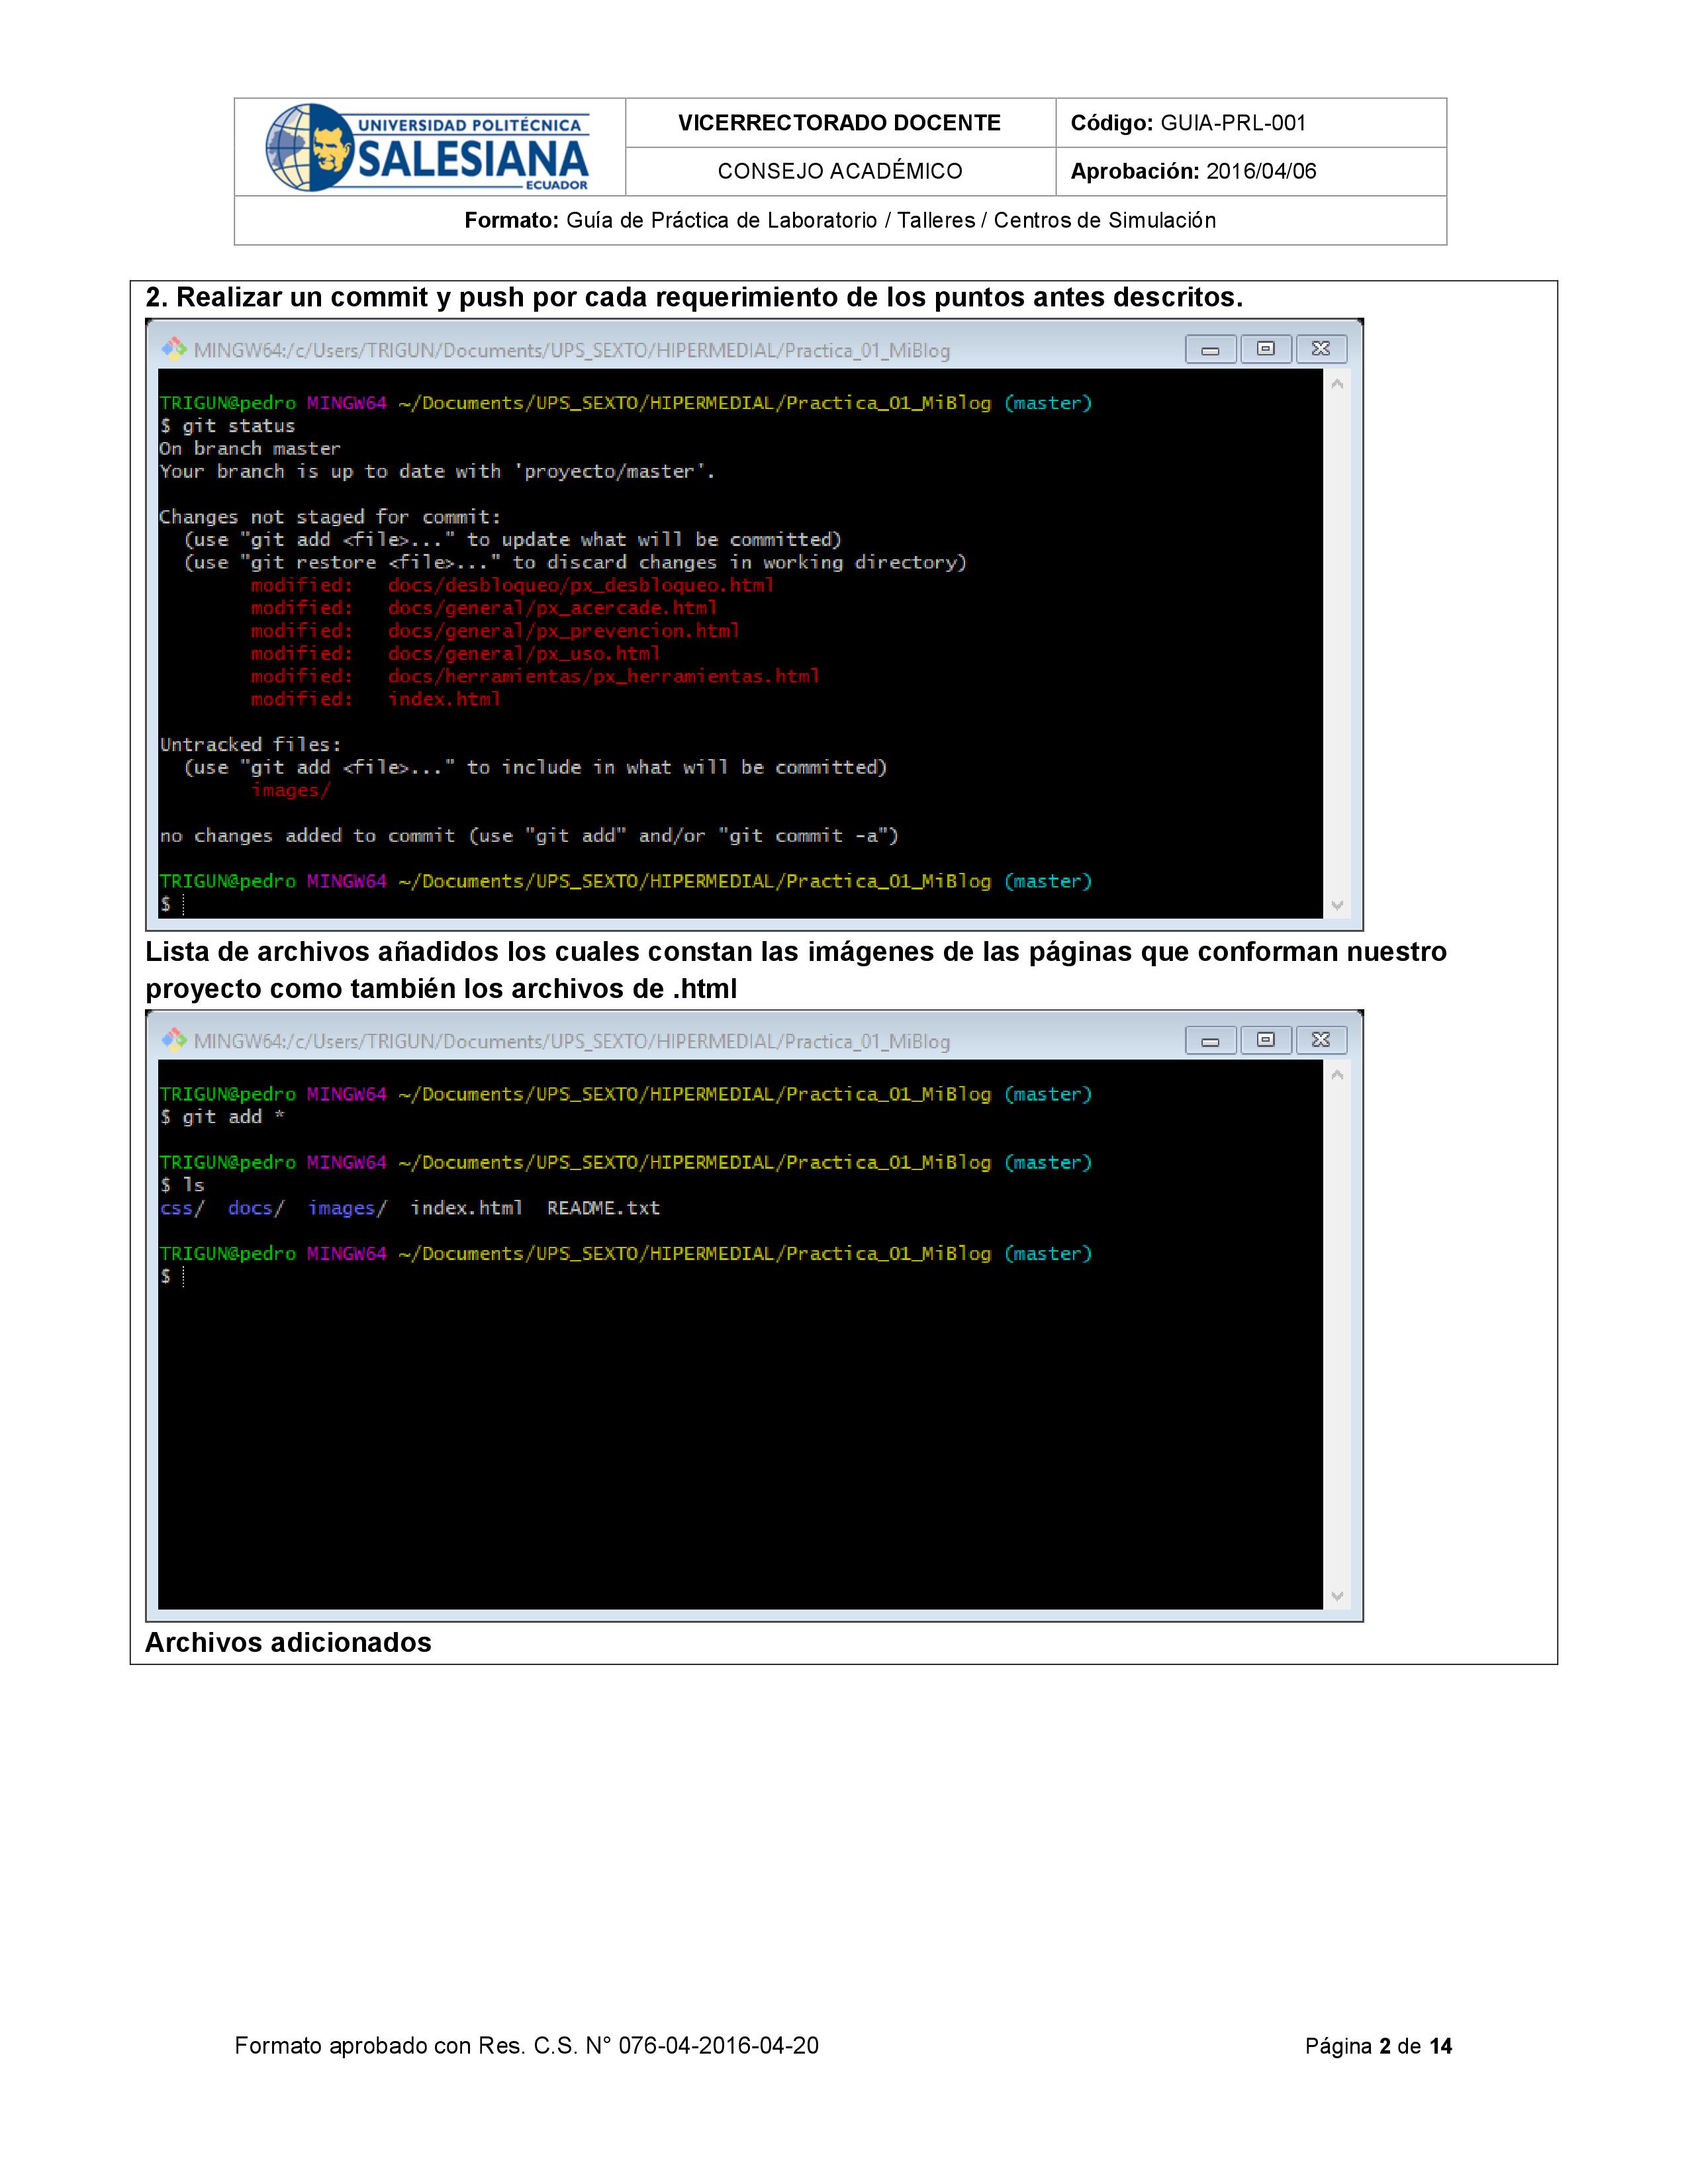 UNIVERSIDAD POLITÉCNICA
SALESIANA
ECUADOR
VICERRECTORADO DOCENTE
Código: GUIA-PRL-001
CONSEJO ACADÉMICO
Aprobación: 2016/04/06
Formato: Guía de Práctica de Laboratorio / Talleres / Centros de Simulación
2. Realizar un commit y push por cada requerimiento de los puntos antes descritos.
MINGW64:/c/Users/TRIGUN/Documents/UPS_SEXTO/HIPERMEDIAL/Practica_01_MiBlog
TRIGUN@pedro MINGW64 ~/Documents/UPS_SEXTO/HIPERMEDIAL/Practica_01_MiBlog (master)
$ git status
On branch master
Your branch is up to date with 'proyecto/master'.
Changes not staged for commit:
(use "git add <file>..." to update what will be committed)
(use "git restore <file>..." to discard changes in working directory)
modified: docs/desbloqueo/px_desbloqueo.html
modified: docs/general/px_acercade.html
modified: docs/general/px_prevencion.html
modified: docs/general/px_uso.html
modified: docs/herramientas/px_herramientas.html
modified: index.html
Untracked files:
(use "git add <file>..." to include in what will be committed)
images/
no changes added to commit (use "git add" and/or "git commit -a")
TRIGUN@pedro MINGW64 ~/Documents/UPS_SEXTO/HIPERMEDIAL/Practica_01_MiBlog (master)
$
Lista de archivos añadidos los cuales constan las imágenes de las páginas que conforman nuestro
proyecto como también los archivos de .html
MINGW64:/c/Users/TRIGUN/Documents/UPS_SEXTO/HIPERMEDIAL/Practica_01_MiBlog
TRIGUN@pedro MINGW64 ~/Documents/UPS_SEXTO/HIPERMEDIAL/Practica_01_MiBlog (master)
$ git add *
TRIGUN@pedro MINGW64 ~/Documents/UPS_SEXTO/HIPERMEDIAL/Practica_01_MiBlog (master)
$ ls
css/ docs/ images/ index.html README.txt
TRIGUN@pedro MINGW64 ~/Documents/UPS_SEXTO/HIPERMEDIAL/Practica_01_MiBlog (master)
$
Archivos adicionados
Formato aprobado con Res. C.S. N° 076-04-2016-04-20
Página 2 de 14